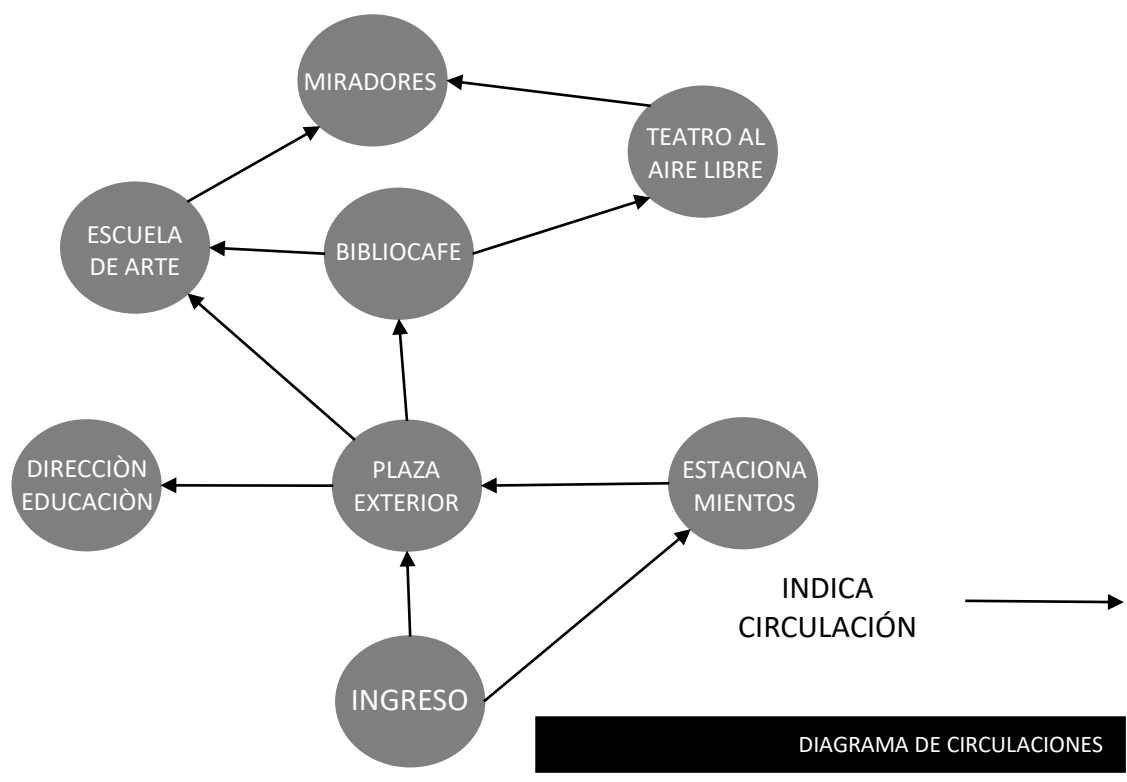 MIRADORES
TEATRO AL
AIRE LIBRE
ESCUELA
DE ARTE
BIBLIOCAFE
DIRECCIÒN
EDUCACIÒN
PLAZA
EXTERIOR
ESTACIONA
MIENTOS
INDICA
CIRCULACIÓN
INGRESO
DIAGRAMA DE CIRCULACIONES